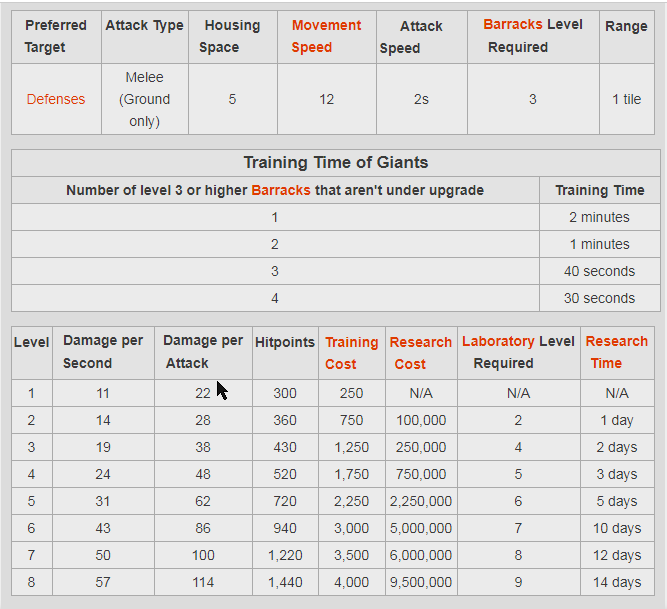 Preferred Target | Attack Type | Housing Space | Movement Speed | Attack Speed | Barracks Level Required | Range
Defenses | Melee (Ground only) | 5 | 12 | 2s | 3 | 1 tile
Training Time of Giants
Number of level 3 or higher Barracks that aren't under upgrade | Training Time
1 | 2 minutes
2 | 1 minutes
3 | 40 seconds
4 | 30 seconds
Level | Damage per Second | Damage per Attack | Hitpoints | Training Cost | Research Cost | Laboratory Level Required | Research Time
1 | 11 | 22 | 300 | 250 | N/A | N/A | N/A
2 | 14 | 28 | 360 | 750 | 100,000 | 2 | 1 day
3 | 19 | 38 | 430 | 1,250 | 250,000 | 4 | 2 days
4 | 24 | 48 | 520 | 1,750 | 750,000 | 5 | 3 days
5 | 31 | 62 | 720 | 2,250 | 2,250,000 | 6 | 5 days
6 | 43 | 86 | 940 | 3,000 | 5,000,000 | 7 | 10 days
7 | 50 | 100 | 1,220 | 3,500 | 6,000,000 | 8 | 12 days
8 | 57 | 114 | 1,440 | 4,000 | 9,500,000 | 9 | 14 days